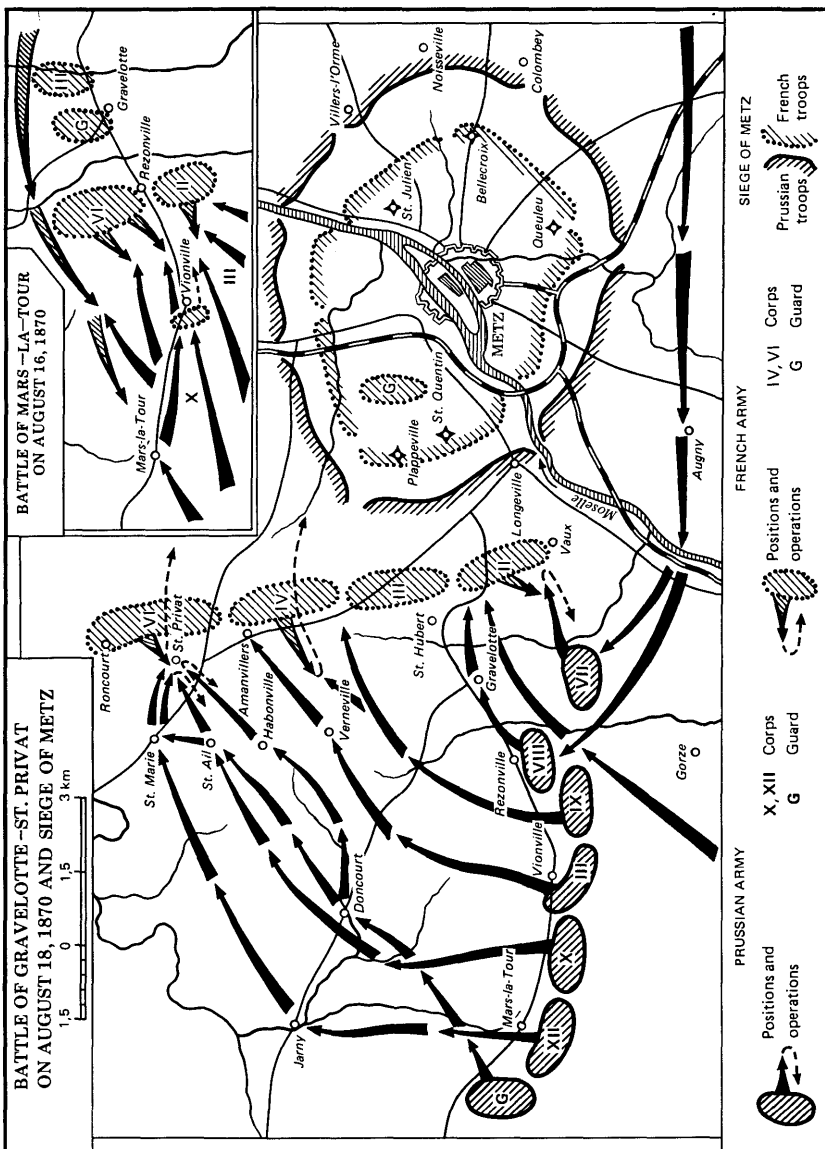 BATTLE OF GRAVELOTTE–ST. PRIVAT
ON AUGUST 18, 1870 AND SIEGE OF METZ
1,5
0
1,5
3 km
BATTLE OF MARS–LA–TOUR
ON AUGUST 16, 1870
Mars-la-Tour
X
Vionville
III
VI
II
Rezonville
G
III
Gravelotte
Roncourt
VI
St. Privat
St. Marie
St. Ail
Amanvillers
IV
Habonville
Verneville
III
St. Hubert
Jarny
Doncourt
Gravelotte
II
Longeville
Vaux
Mars-la-Tour
Vionville
Rezonville
G
XII
X
III
IX
VIII
VII
Gorze
Moselle
Augny
Plappeville
St. Quentin
G
METZ
St. Julien
Bellecroix
Queuleu
Villers-l'Orme
Noisseville
Colombey
PRUSSIAN ARMY
Positions and
operations
X, XII Corps
G Guard
FRENCH ARMY
Positions and
operations
IV, VI Corps
G Guard
SIEGE OF METZ
Prussian
troops
French
troops